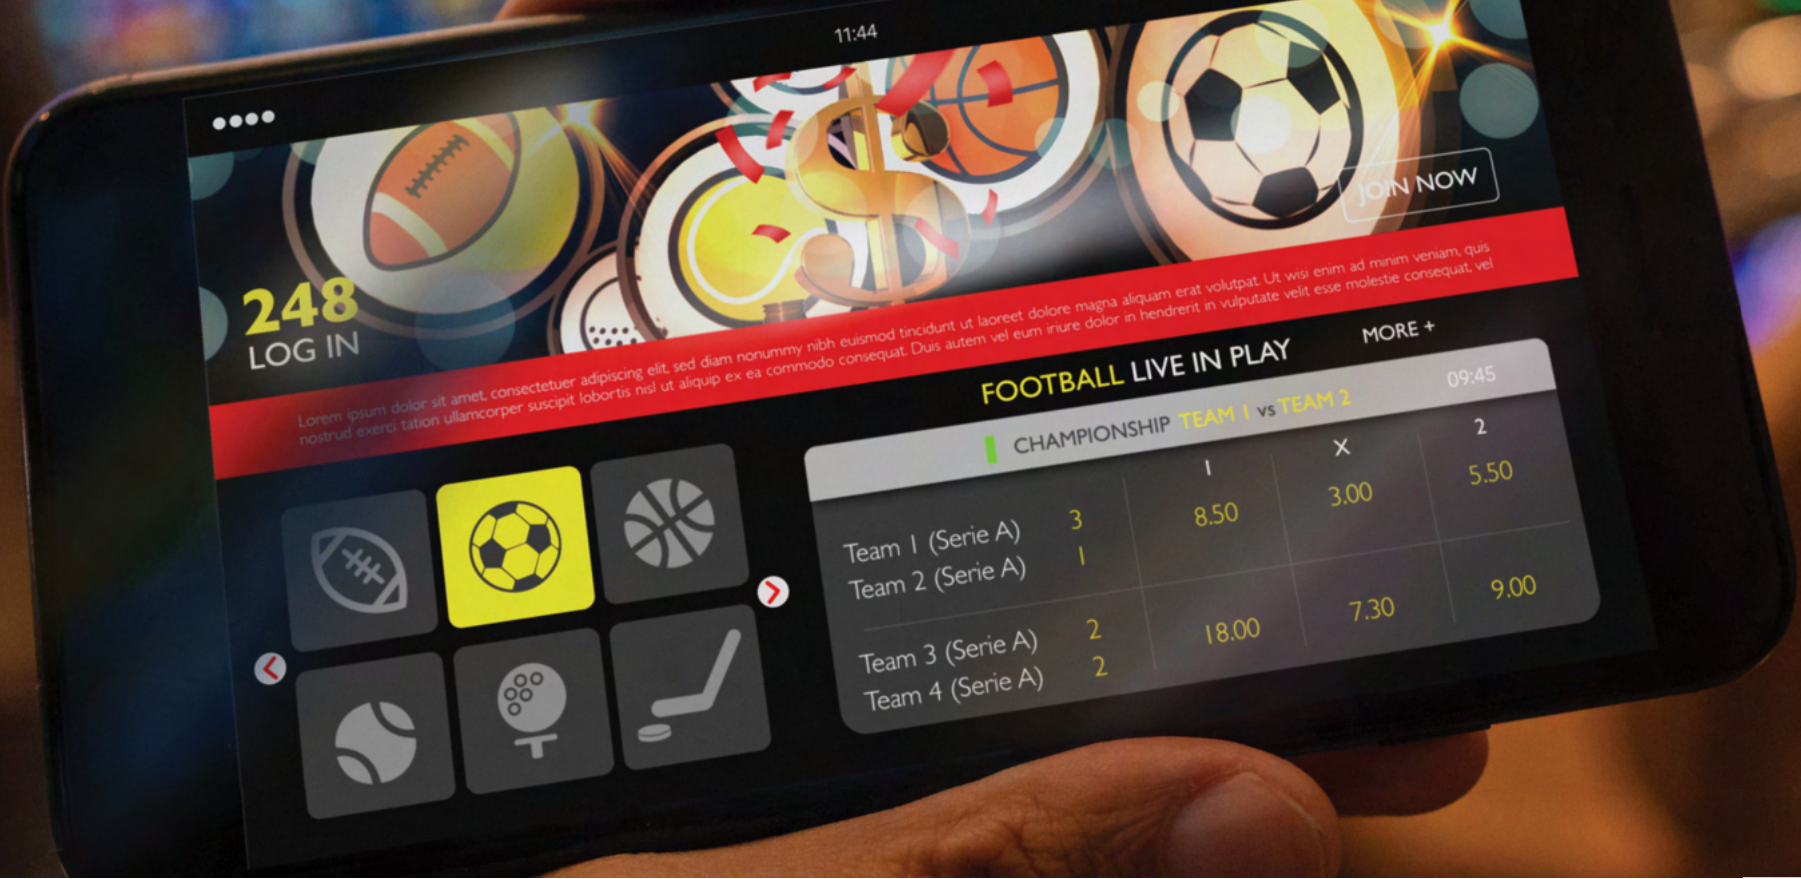 11:44
JOIN NOW
248
LOG IN
Lorem ipsum dolor sit amet, consectetuer adipiscing elit, sed diam nonummy nibh euismod tincidunt ut laoreet dolore magna aliquam erat volutpat. Ut wisi enim ad minim veniam, quis
nostrud exerci tation ullamcorper suscipit lobortis nisl ut aliquip ex ea commodo consequat. Duis autem vel eum iriure dolor in hendrerit in vulputate velit esse molestie consequat, vel
FOOTBALL LIVE IN PLAY
MORE +
CHAMPIONSHIP TEAM 1 vs TEAM 2
09:45
1 X 2
Team 1 (Serie A) 3
Team 2 (Serie A) 1
8.50 3.00 5.50
Team 3 (Serie A) 2
Team 4 (Serie A) 2
18.00 7.30 9.00